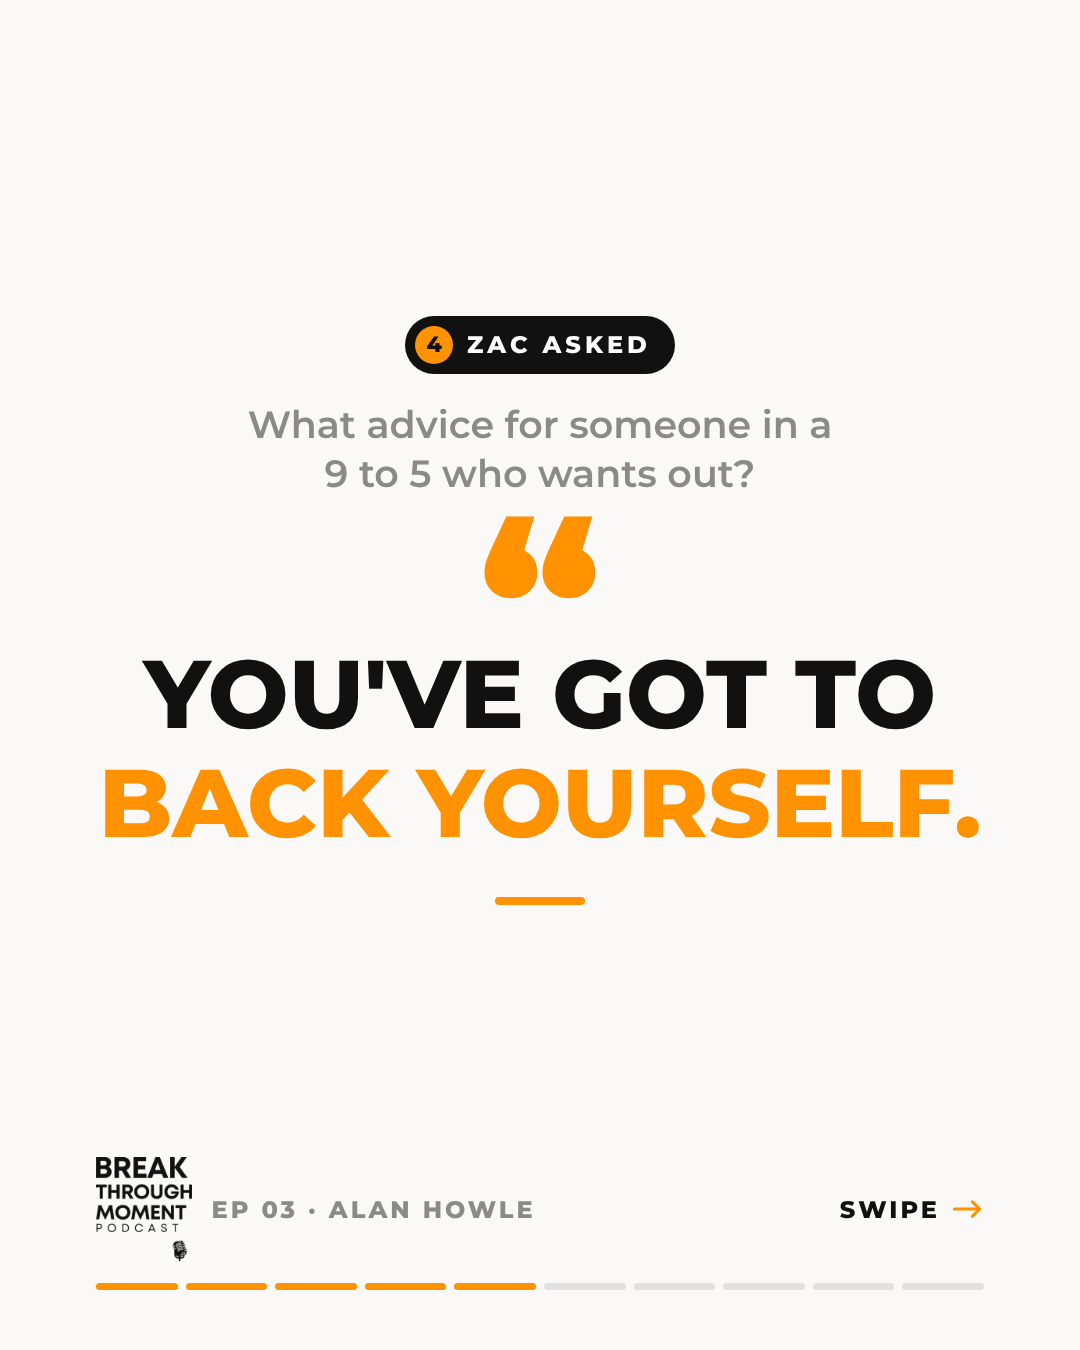 4 ZAC ASKED
What advice for someone in a
9 to 5 who wants out?
“
YOU'VE GOT TO
BACK YOURSELF.
BREAK
THROUGH
MOMENT
PODCAST
EP 03 · ALAN HOWLE
SWIPE →